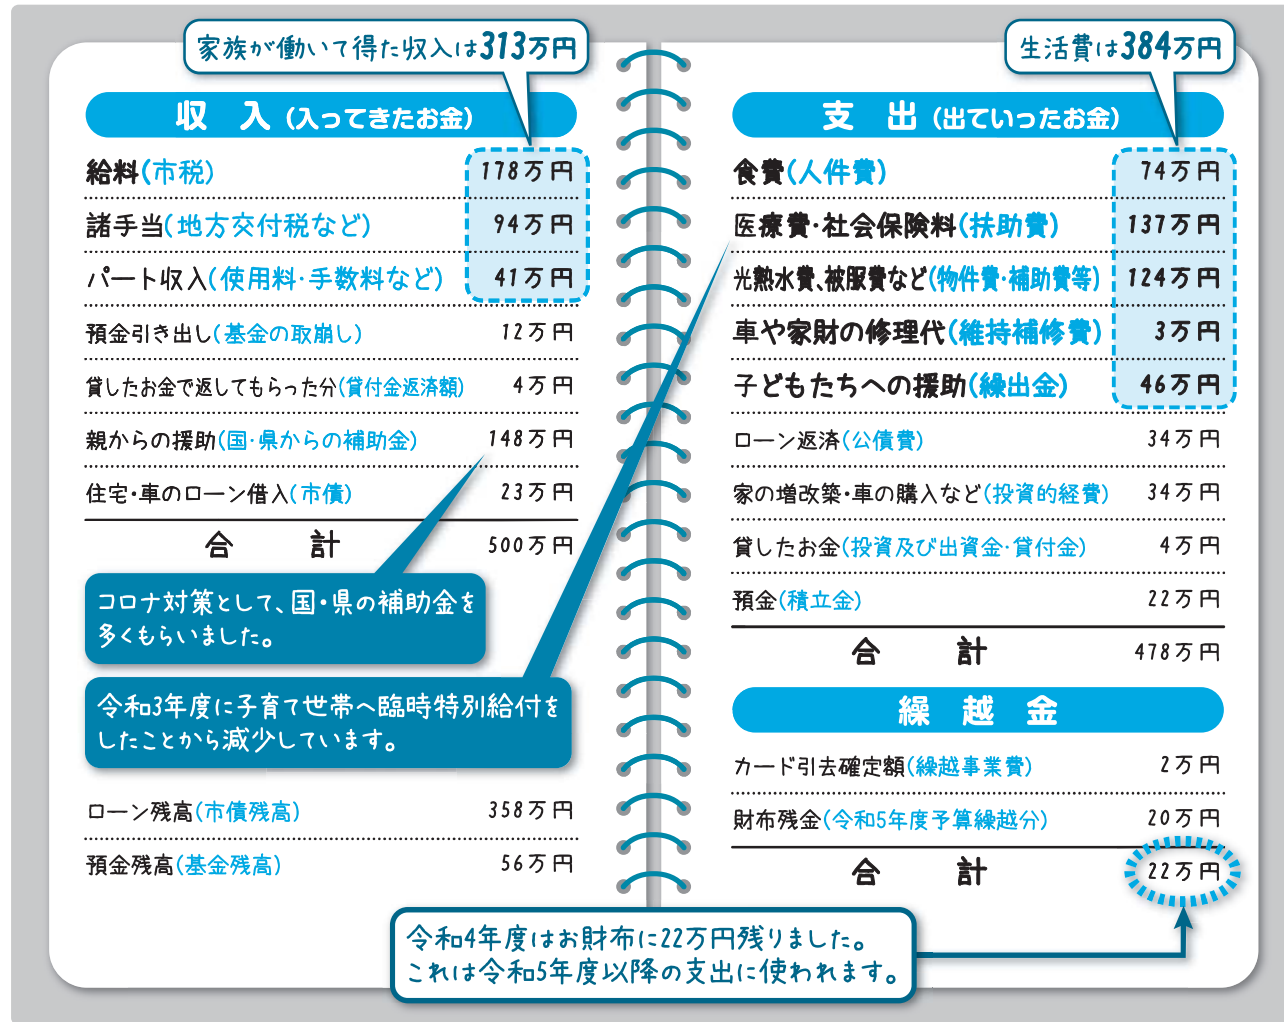 家族が働いて得た収入は313万円
収 入 (入ってきたお金)
給料(市税) 178万円
諸手当(地方交付税など) 94万円
パート収入(使用料・手数料など) 41万円
預金引き出し(基金の取崩し) 12万円
貸したお金で返してもらった分(貸付金返済額) 4万円
親からの援助(国・県からの補助金) 148万円
住宅・車のローン借入(市債) 23万円
合 計 500万円
コロナ対策として、国・県の補助金を
多くもらいました。
令和3年度に子育て世帯へ臨時特別給付を
したことから減少しています。
ローン残高(市債残高) 358万円
預金残高(基金残高) 56万円
生活費は384万円
支 出 (出ていったお金)
食費(人件費) 74万円
医療費・社会保険料(扶助費) 137万円
光熱水費、被服費など(物件費・補助費等) 124万円
車や家財の修理代(維持補修費) 3万円
子どもたちへの援助(繰出金) 46万円
ローン返済(公債費) 34万円
家の増改築・車の購入など(投資的経費) 34万円
貸したお金(投資及び出資金・貸付金) 4万円
預金(積立金) 22万円
合 計 478万円
繰 越 金
カード引去確定額(繰越事業費) 2万円
財布残金(令和5年度予算繰越分) 20万円
合 計 22万円
令和4年度はお財布に22万円残りました。
これは令和5年度以降の支出に使われます。